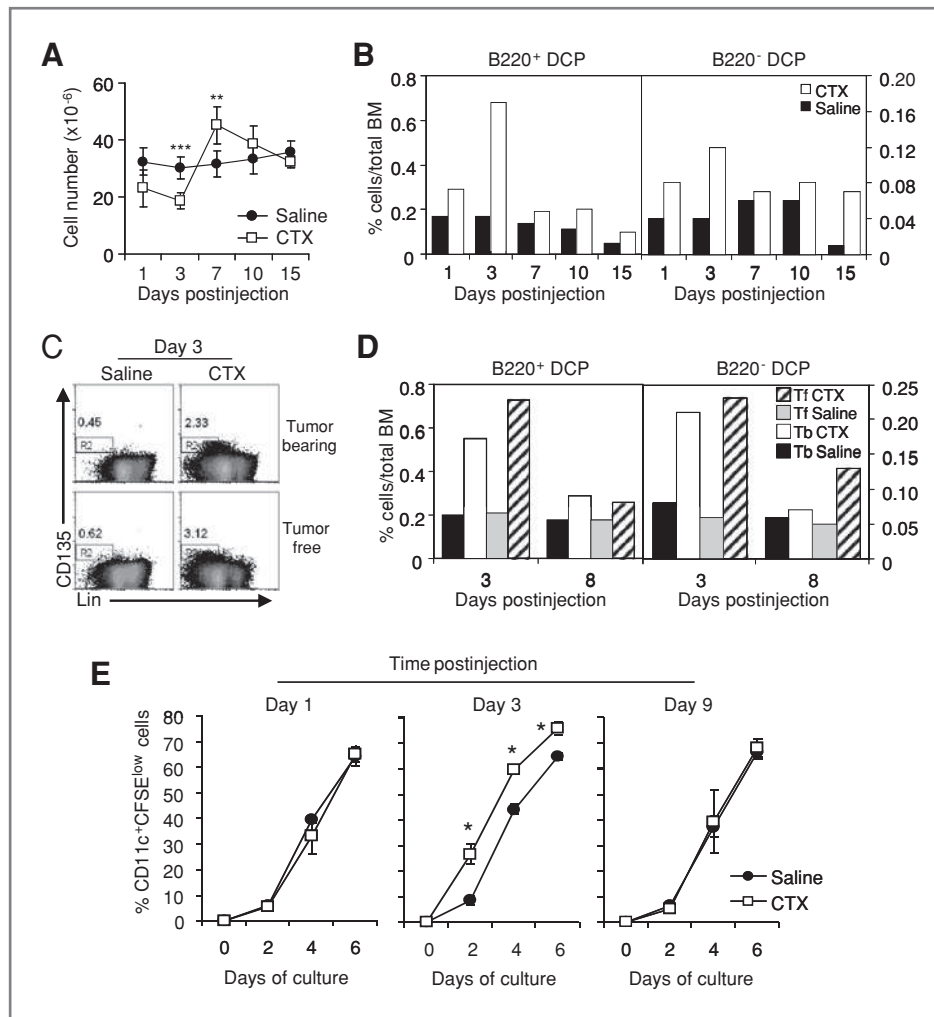 A
Cell number (x10⁻⁶)
60
40
20
0
***
**
Saline
CTX
1 3 7 10 15
Days postinjection
B
B220⁺ DCP B220⁻ DCP
% cells/total BM
0.8
0.6
0.4
0.2
0
CTX
Saline
0.20
0.16
0.12
0.08
0.04
0
1 3 7 10 15 1 3 7 10 15
Days postinjection Days postinjection
C
Day 3
Saline CTX
0.45 2.33
R2 R2
Tumor
bearing
0.62 3.12
R2 R2
Tumor
free
CD135
Lin
D
B220⁺ DCP B220⁻ DCP
% cells/total BM
0.8
0.6
0.4
0.2
0
Tf CTX
Tf Saline
Tb CTX
Tb Saline
0.25
0.20
0.15
0.10
0.05
0
3 8 3 8
Days postinjection Days postinjection
E
Time postinjection
Day 1 Day 3 Day 9
% CD11c⁺CFSElow cells
80
70
60
50
40
30
20
10
0
* * *
Saline
CTX
0 2 4 6 0 2 4 6 0 2 4 6
Days of culture Days of culture Days of culture